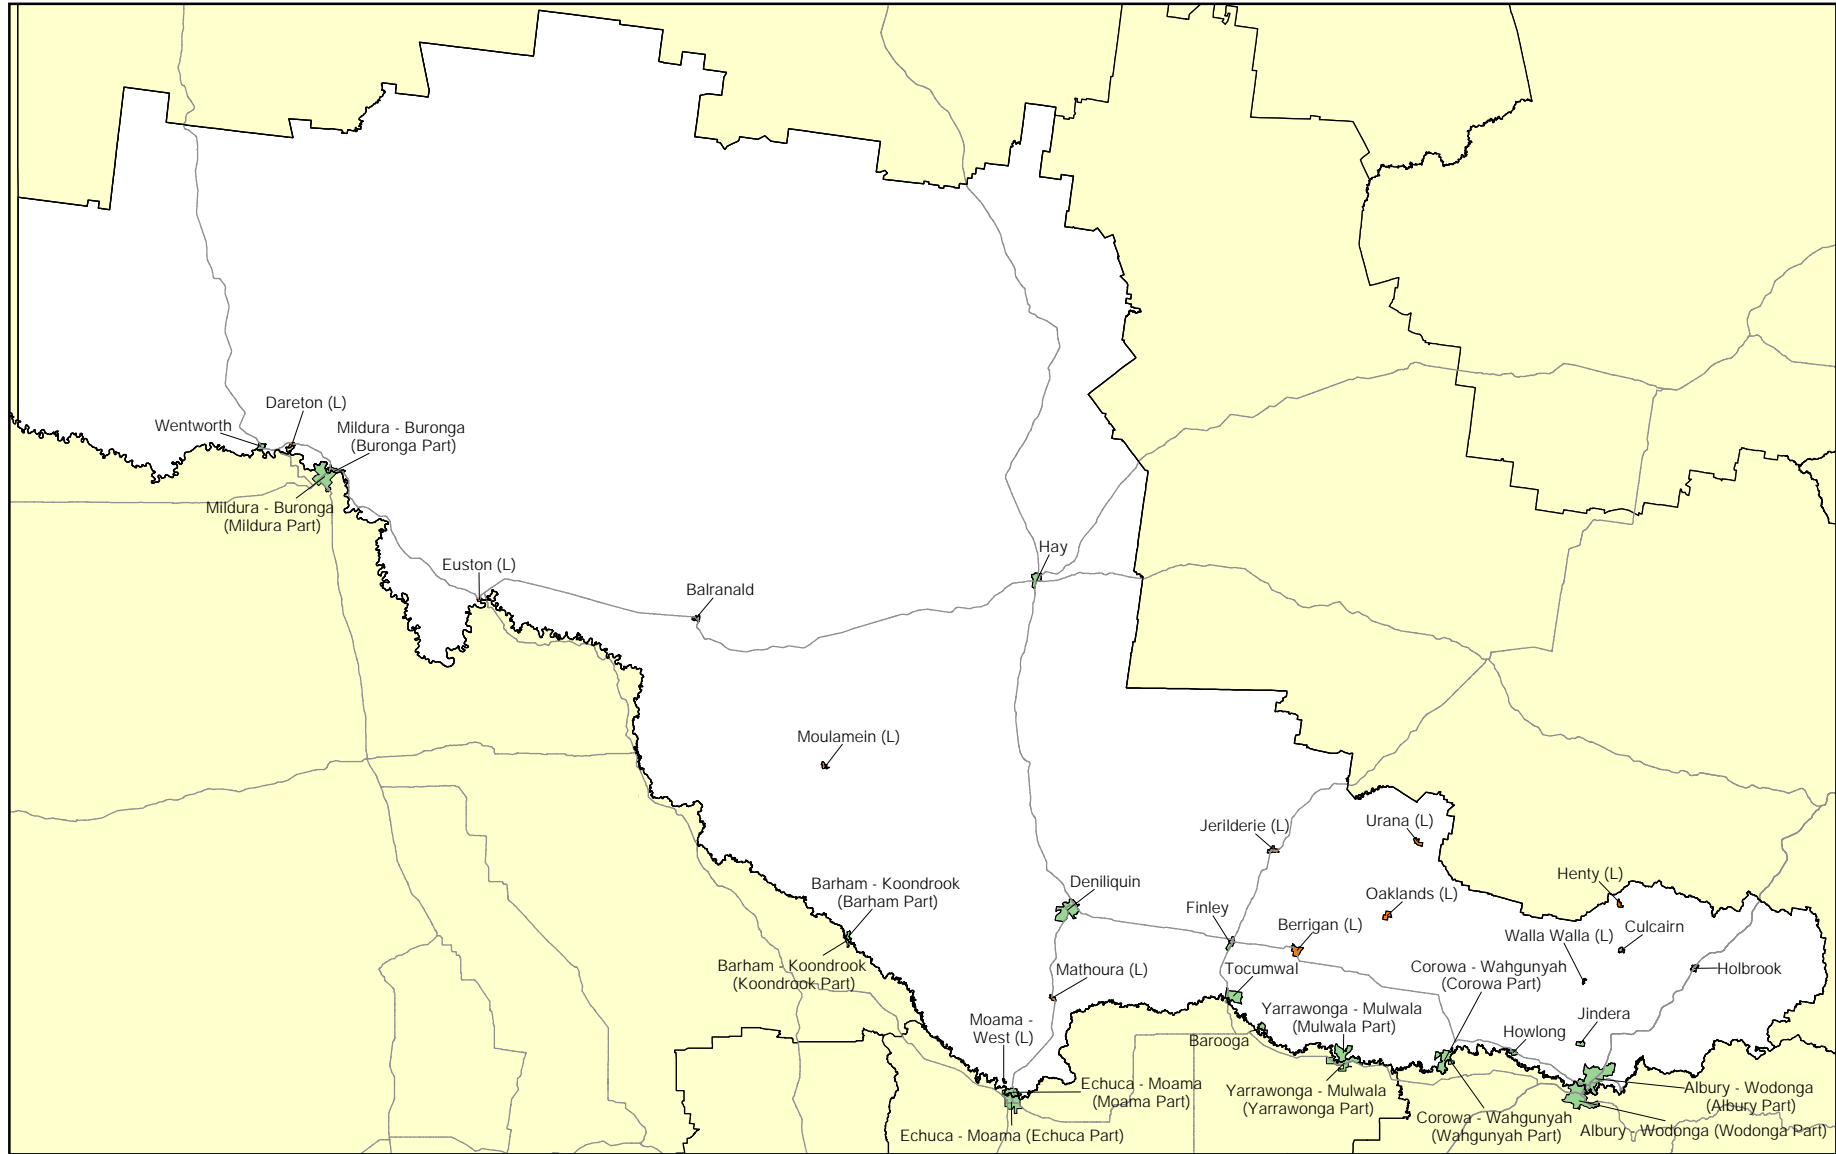 Dareton (L)
Wentworth
Mildura - Buronga
(Buronga Part)
Mildura - Buronga
(Mildura Part)
Hay
Euston (L)
Balranald
Moulamein (L)
Jerilderie (L)
Urana (L)
Barham - Koondrook
(Barham Part)
Deniliquin
Henty (L)
Oaklands (L)
Finley
Berrigan (L)
Walla Walla (L)
Culcairn
Barham - Koondrook
(Koondrook Part)
Mathoura (L)
Tocumwal
Corowa - Wahgunyah
(Corowa Part)
Holbrook
Moama -
West (L)
Yarrawonga - Mulwala
(Mulwala Part)
Jindera
Howlong
Barooga
Echuca - Moama
(Moama Part)
Yarrawonga - Mulwala
(Yarrawonga Part)
Albury - Wodonga
(Albury Part)
Corowa - Wahgunyah
(Wahgunyah Part)
Echuca - Moama (Echuca Part)
Albury - Wodonga (Wodonga Part)